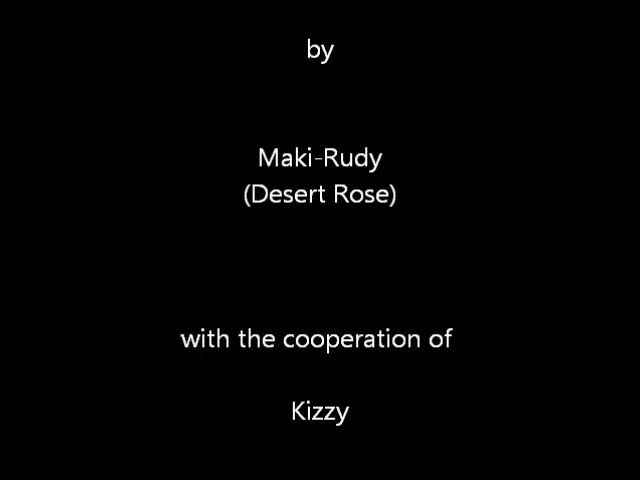 by
Maki-Rudy
(Desert Rose)
with the cooperation of
Kizzy